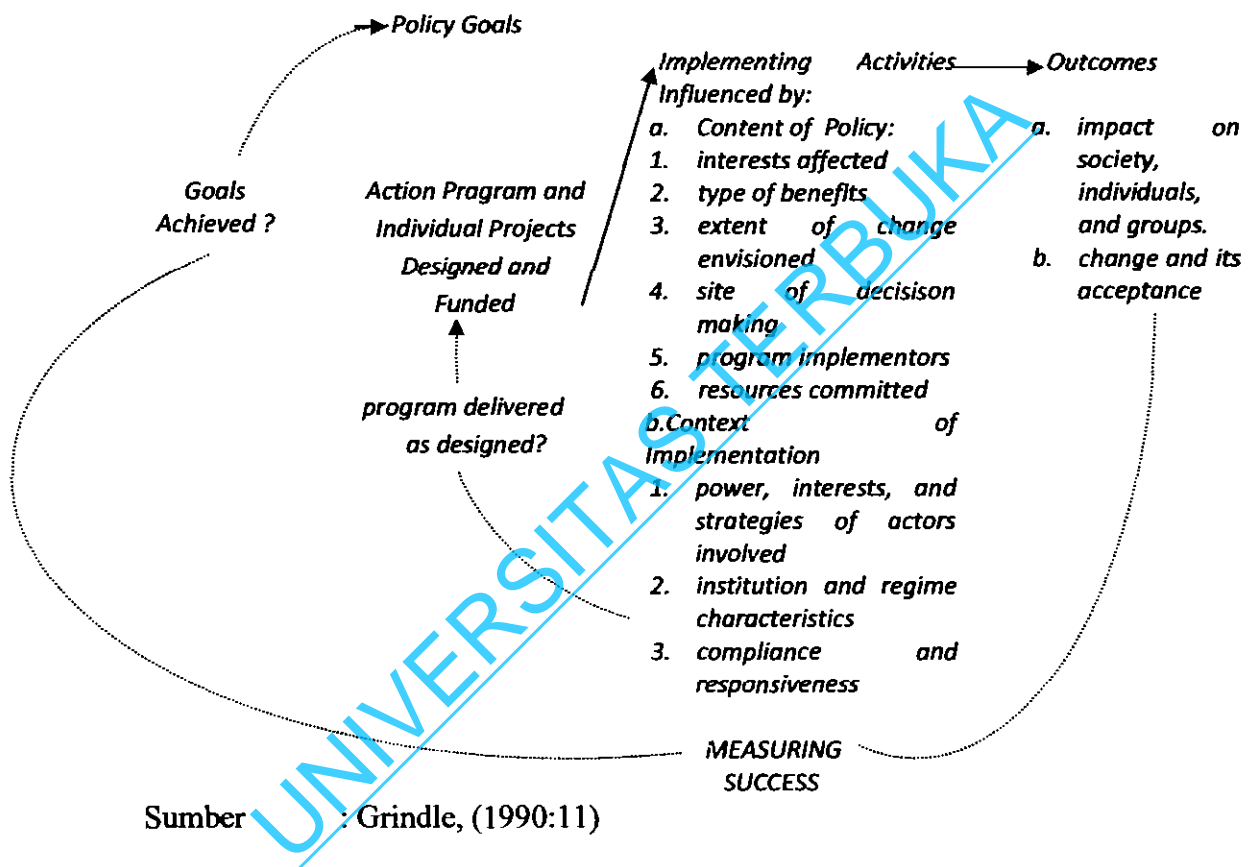 Policy Goals
Goals
Achieved ?
Action Pragram and
Individual Projects
Designed and
Funded
program delivered
as designed?
Implementing Activities
Influenced by:
a. Content of Policy:
1. interests affected
2. type of benefits
3. extent of change
envisioned
4. site of decisison
making
5. program implementors
6. resources committed
b.Context of
Implementation
1. power, interests, and
strategies of actors
involved
2. institution and regime
characteristics
3. compliance and
responsiveness
Outcomes
a. impact on
society,
individuals,
and groups.
b. change and its
acceptance
MEASURING
SUCCESS
Sumber : Grindle, (1990:11)
UNIVERSITAS TERBUKA